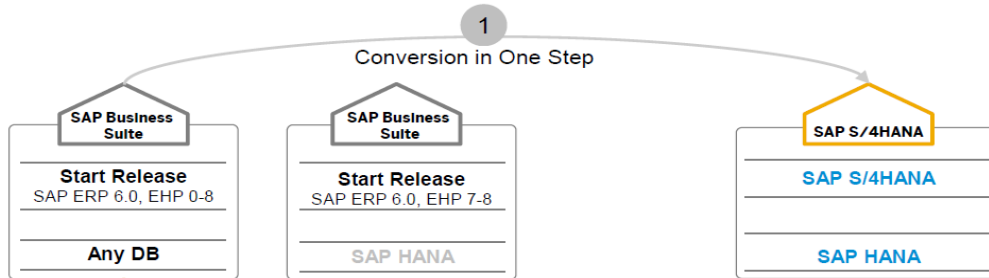 1
Conversion in One Step
SAP Business
Suite
Start Release
SAP ERP 6.0, EHP 0-8
Any DB
SAP Business
Suite
Start Release
SAP ERP 6.0, EHP 7-8
SAP HANA
SAP S/4HANA
SAP S/4HANA
SAP HANA